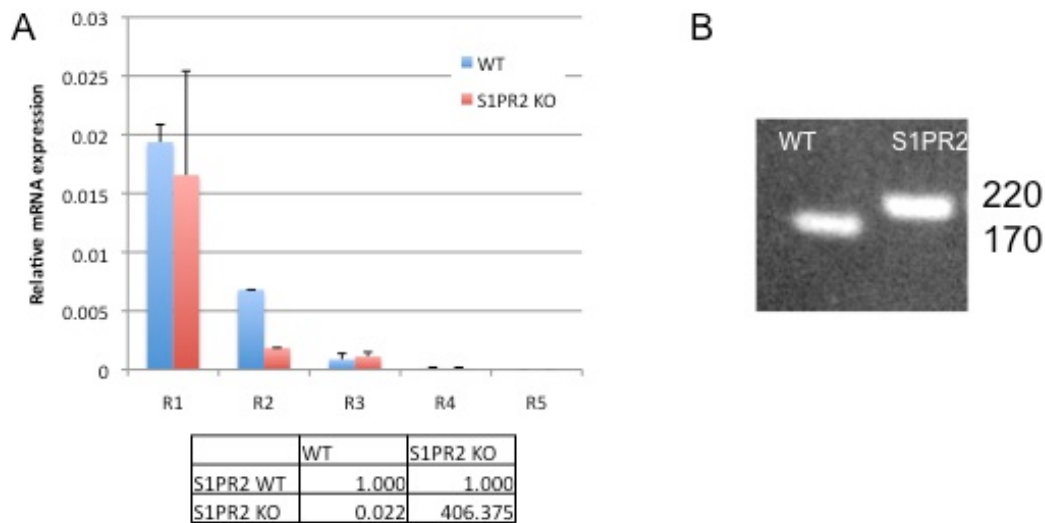 A
Relative mRNA expression
0.03
0.025
0.02
0.015
0.01
0.005
0
WT
S1PR2 KO
R1 R2 R3 R4 R5
WT S1PR2 KO
S1PR2 WT 1.000 1.000
S1PR2 KO 0.022 406.375
B
WT S1PR2
220
170